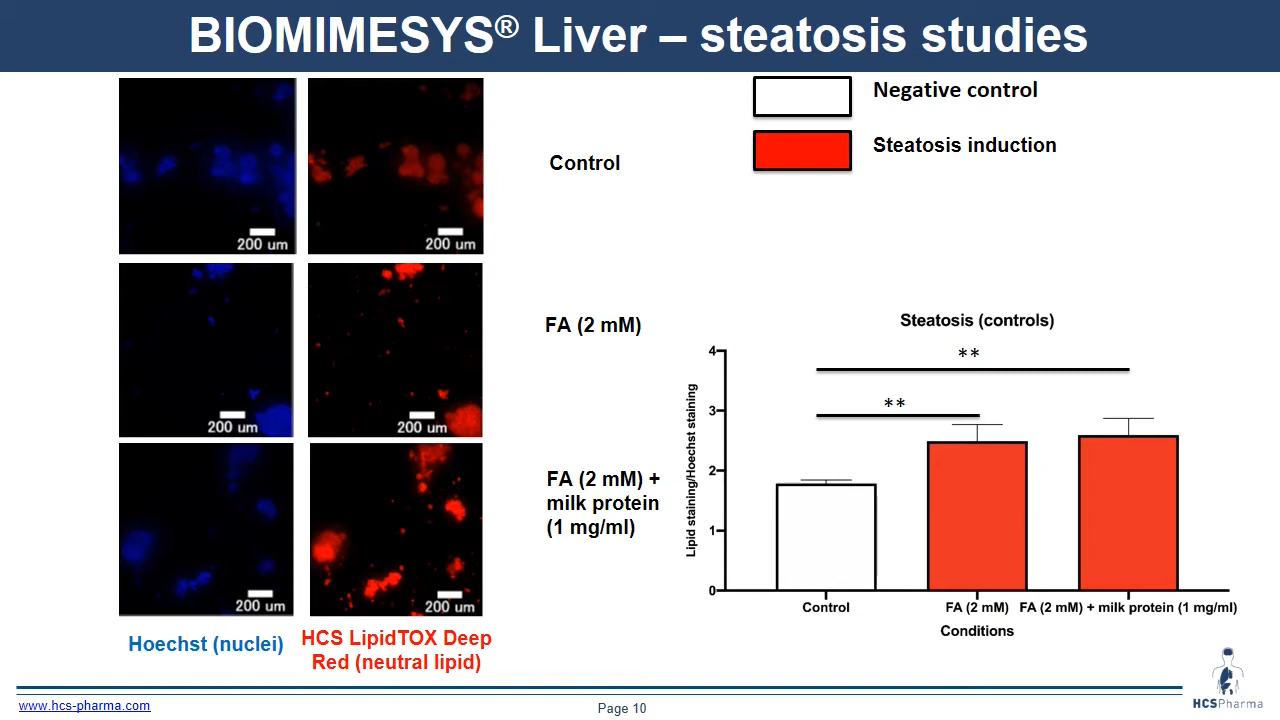 BIOMIMESYS® Liver – steatosis studies
Negative control
Steatosis induction
Control
200 um
200 um
FA (2 mM)
200 um
200 um
FA (2 mM) +
milk protein
(1 mg/ml)
200 um
200 um
Hoechst (nuclei)
HCS LipidTOX Deep
Red (neutral lipid)
Steatosis (controls)
Lipid staining/Hoechst staining
4
3
2
1
0
**
**
Control
FA (2 mM)
FA (2 mM) + milk protein (1 mg/ml)
Conditions
www.hcs-pharma.com
Page 10
HCSPharma